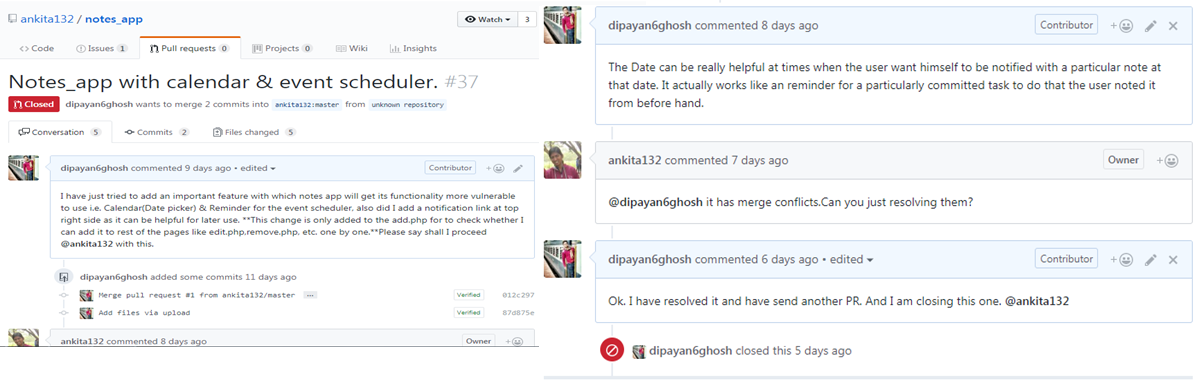 ankita132 / notes_app
Watch 3
Code Issues 1 Pull requests 0 Projects 0 Wiki Insights
Notes_app with calendar & event scheduler. #37
Closed dipayan6ghosh wants to merge 2 commits into ankita132:master from unknown repository
Conversation 5 Commits 2 Files changed 5
dipayan6ghosh commented 9 days ago • edited Contributor
I have just tried to add an important feature with which notes app will get its functionality more vulnerable
to use i.e. Calendar(Date picker) & Reminder for the event scheduler. also did I add a notification link at top
right side as it can be helpful for later use. **This change is only added to the add.php for to check whether I
can add it to rest of the pages like edit.php.remove.php, etc. one by one.**Please say shall I proceed
@ankita132 with this.
dipayan6ghosh added some commits 11 days ago
Merge pull request #1 from ankita132/master ... Verified 012c297
Add files via upload Verified 87d875e
ankita132 commented 8 days ago Owner
dipayan6ghosh commented 8 days ago Contributor
The Date can be really helpful at times when the user want himself to be notified with a particular note at
that date. It actually works like an reminder for a particularly committed task to do that the user noted it
from before hand.
ankita132 commented 7 days ago Owner
@dipayan6ghosh it has merge conflicts.Can you just resolving them?
dipayan6ghosh commented 6 days ago • edited Contributor
Ok. I have resolved it and have send another PR. And I am closing this one. @ankita132
dipayan6ghosh closed this 5 days ago